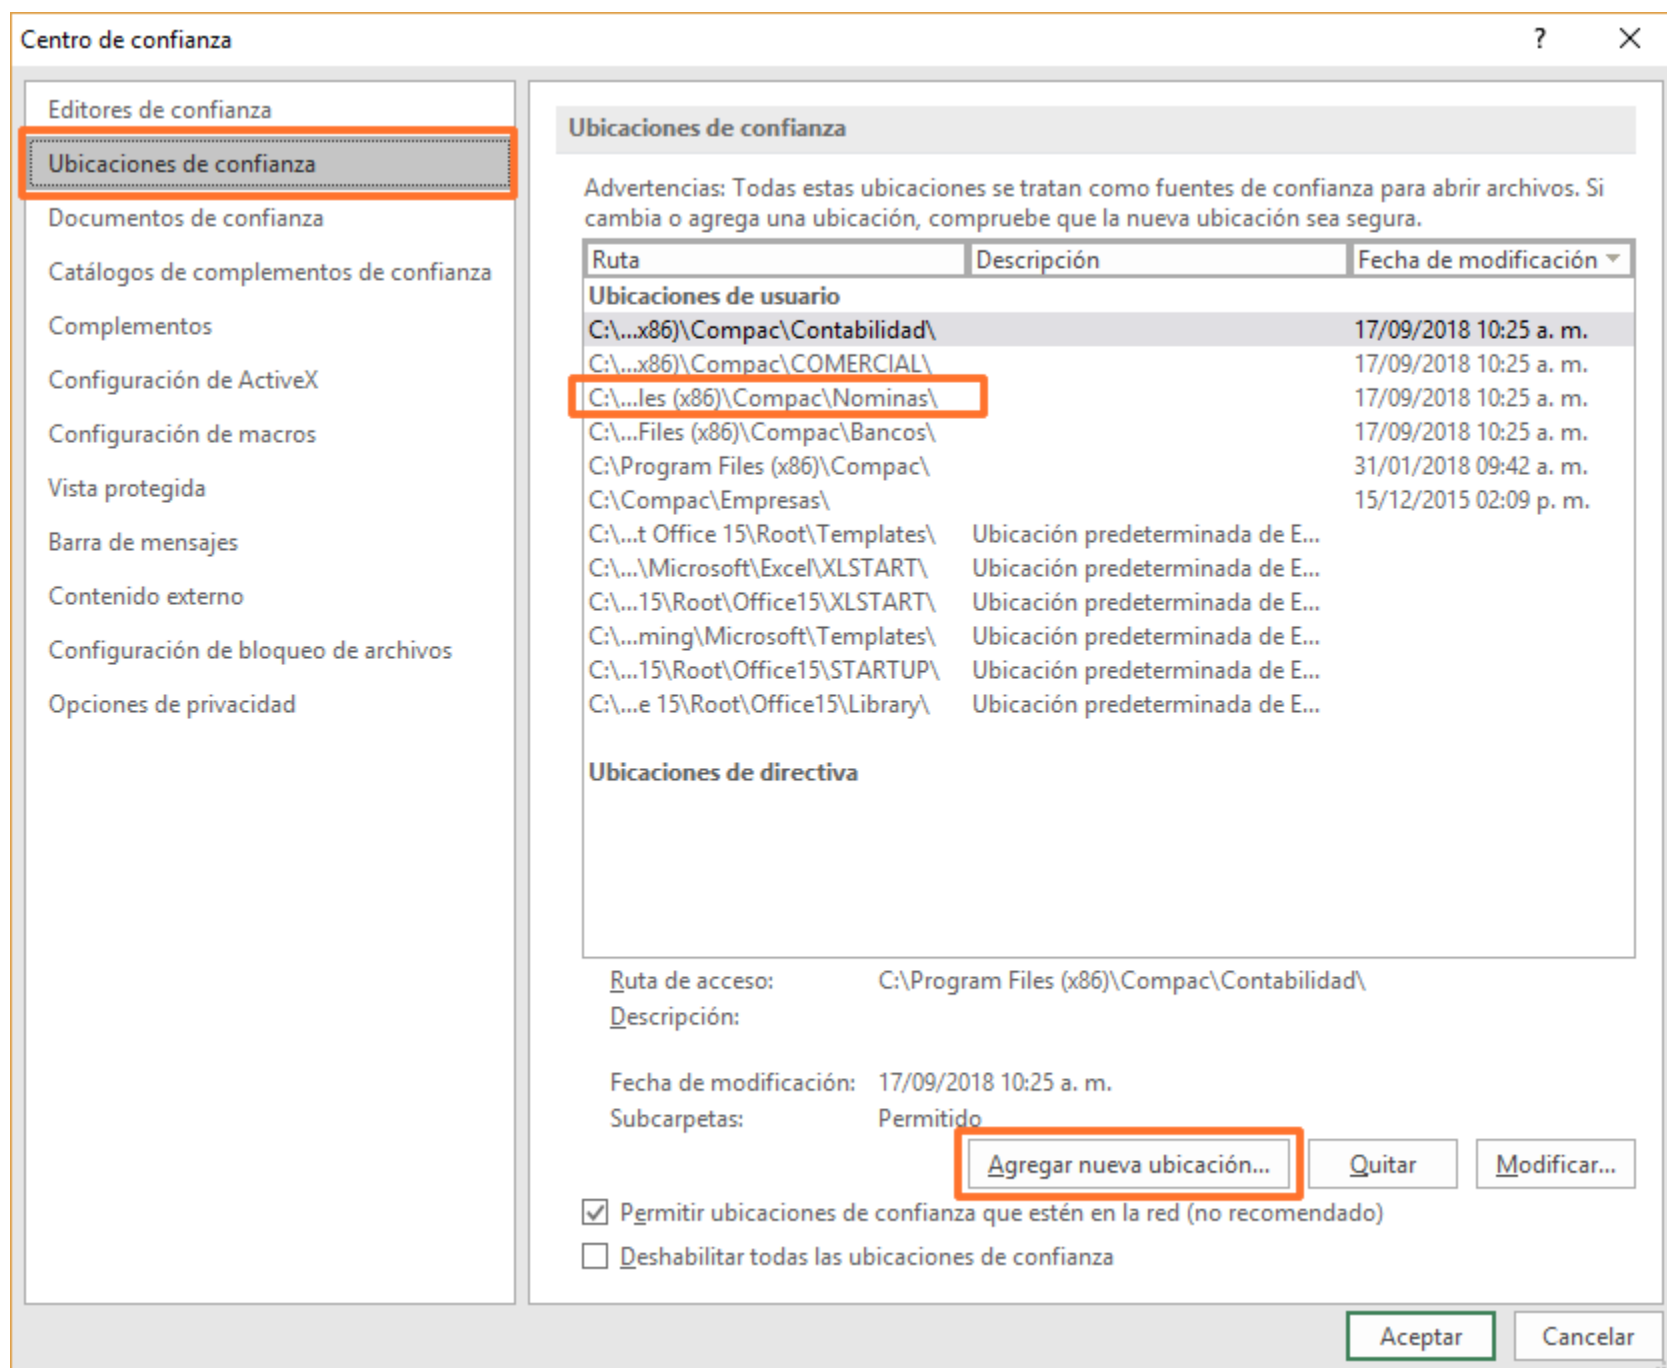 Centro de confianza
?
Editores de confianza
Ubicaciones de confianza
Documentos de confianza
Catálogos de complementos de confianza
Complementos
Configuración de ActiveX
Configuración de macros
Vista protegida
Barra de mensajes
Contenido externo
Configuración de bloqueo de archivos
Opciones de privacidad
Ubicaciones de confianza
Advertencias: Todas estas ubicaciones se tratan como fuentes de confianza para abrir archivos. Si
cambia o agrega una ubicación, compruebe que la nueva ubicación sea segura.
Ruta Descripción Fecha de modificación
Ubicaciones de usuario
C:\...x86)\Compac\Contabilidad\ 17/09/2018 10:25 a. m.
C:\...x86)\Compac\COMERCIAL\ 17/09/2018 10:25 a. m.
C:\...les (x86)\Compac\Nominas\ 17/09/2018 10:25 a. m.
C:\...Files (x86)\Compac\Bancos\ 17/09/2018 10:25 a. m.
C:\Program Files (x86)\Compac\ 31/01/2018 09:42 a. m.
C:\Compac\Empresas\ 15/12/2015 02:09 p. m.
C:\...t Office 15\Root\Templates\ Ubicación predeterminada de E...
C:\...\Microsoft\Excel\XLSTART\ Ubicación predeterminada de E...
C:\...15\Root\Office15\XLSTART\ Ubicación predeterminada de E...
C:\...ming\Microsoft\Templates\ Ubicación predeterminada de E...
C:\...15\Root\Office15\STARTUP\ Ubicación predeterminada de E...
C:\...e 15\Root\Office15\Library\ Ubicación predeterminada de E...
Ubicaciones de directiva
Ruta de acceso: C:\Program Files (x86)\Compac\Contabilidad\
Descripción:
Fecha de modificación: 17/09/2018 10:25 a. m.
Subcarpetas: Permitido
Agregar nueva ubicación... Quitar Modificar...
Permitir ubicaciones de confianza que estén en la red (no recomendado)
Deshabilitar todas las ubicaciones de confianza
Aceptar Cancelar